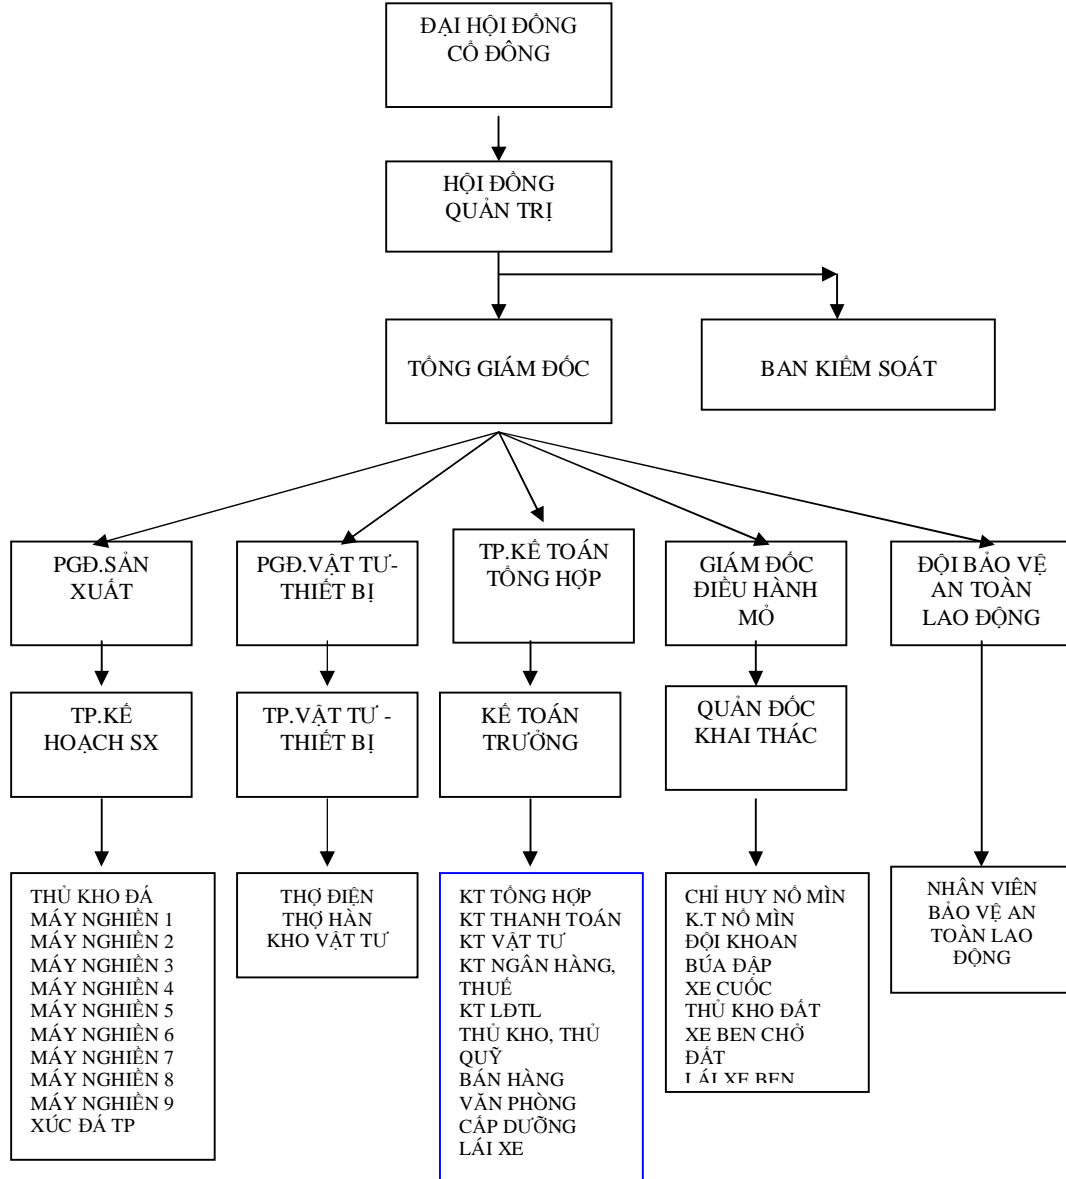 ĐẠI HỘI ĐỒNG
CỔ ĐÔNG
HỘI ĐỒNG
QUẢN TRỊ
TỔNG GIÁM ĐỐC
BAN KIỂM SOÁT
PGĐ.SẢN
XUẤT
PGĐ.VẬT TƯ-
THIẾT BỊ
TP.KẾ TOÁN
TỔNG HỢP
GIÁM ĐỐC
ĐIỀU HÀNH
MỎ
ĐỘI BẢO VỆ
AN TOÀN
LAO ĐỘNG
TP.KẾ
HOẠCH SX
TP.VẬT TƯ -
THIẾT BỊ
KẾ TOÁN
TRƯỞNG
QUẢN ĐỐC
KHAI THÁC
THỦ KHO ĐÁ
MÁY NGHIỀN 1
MÁY NGHIỀN 2
MÁY NGHIỀN 3
MÁY NGHIỀN 4
MÁY NGHIỀN 5
MÁY NGHIỀN 6
MÁY NGHIỀN 7
MÁY NGHIỀN 8
MÁY NGHIỀN 9
XÚC ĐÁ TP
THỢ ĐIỆN
THỢ HÀN
KHO VẬT TƯ
KT TỔNG HỢP
KT THANH TOÁN
KT VẬT TƯ
KT NGÂN HÀNG,
THUẾ
KT LĐTL
THỦ KHO, THỦ
QUỸ
BÁN HÀNG
VĂN PHÒNG
CẤP DƯỠNG
LÁI XE
CHỈ HUY NỔ MÌN
K.T NỔ MÌN
ĐỘI KHOAN
BÚA ĐẬP
XE CUỐC
THỦ KHO ĐẤT
XE BEN CHỞ
ĐẤT
LÁI XE BEN
NHÂN VIÊN
BẢO VỆ AN
TOÀN LAO
ĐỘNG